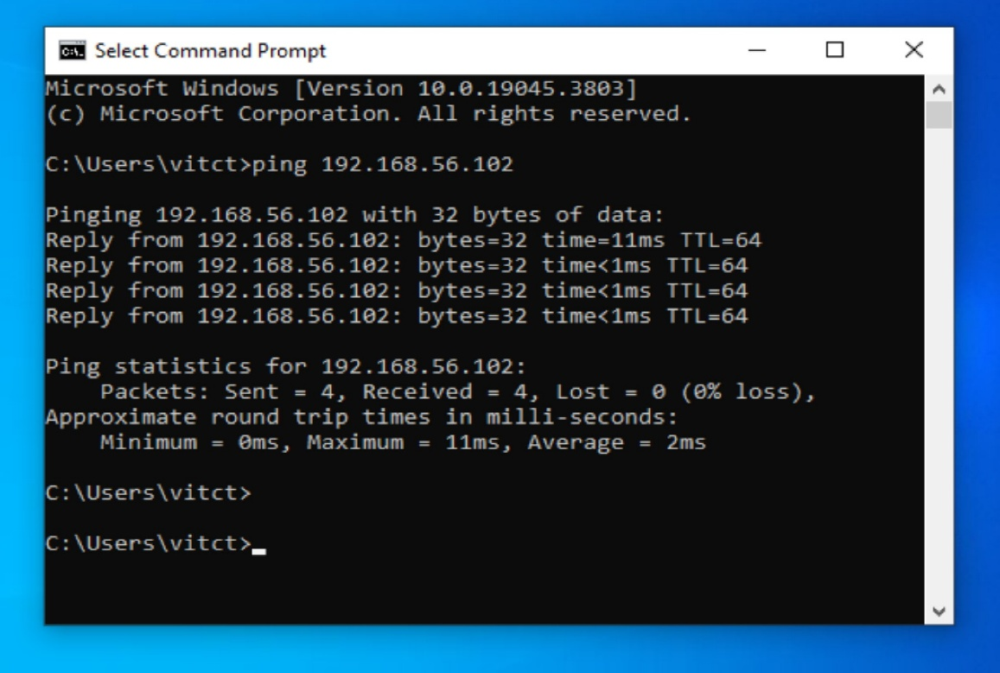 Select Command Prompt
Microsoft Windows [Version 10.0.19045.3803]
(c) Microsoft Corporation. All rights reserved.
C:\Users\vitct>ping 192.168.56.102
Pinging 192.168.56.102 with 32 bytes of data:
Reply from 192.168.56.102: bytes=32 time=11ms TTL=64
Reply from 192.168.56.102: bytes=32 time<1ms TTL=64
Reply from 192.168.56.102: bytes=32 time<1ms TTL=64
Reply from 192.168.56.102: bytes=32 time<1ms TTL=64
Ping statistics for 192.168.56.102:
    Packets: Sent = 4, Received = 4, Lost = 0 (0% loss),
Approximate round trip times in milli-seconds:
    Minimum = 0ms, Maximum = 11ms, Average = 2ms
C:\Users\vitct>
C:\Users\vitct>